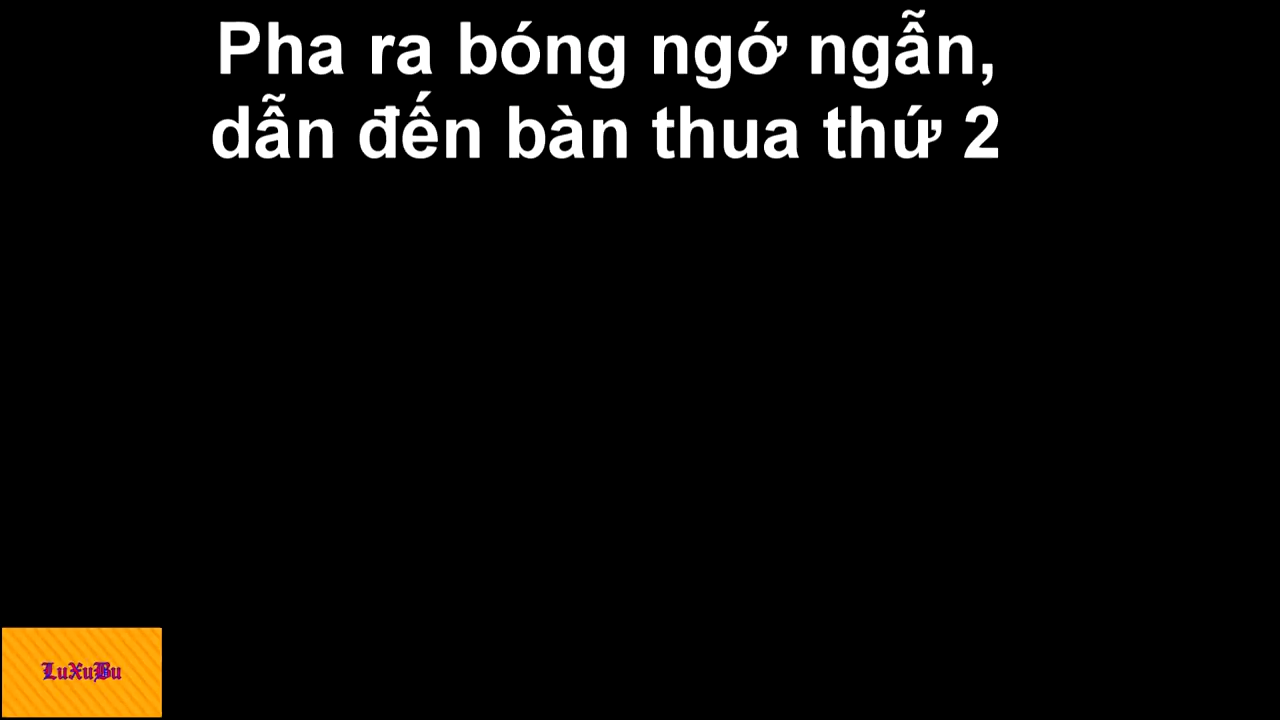 Pha ra bóng ngớ ngẫn,
dẫn đến bàn thua thứ 2
LuXuBu